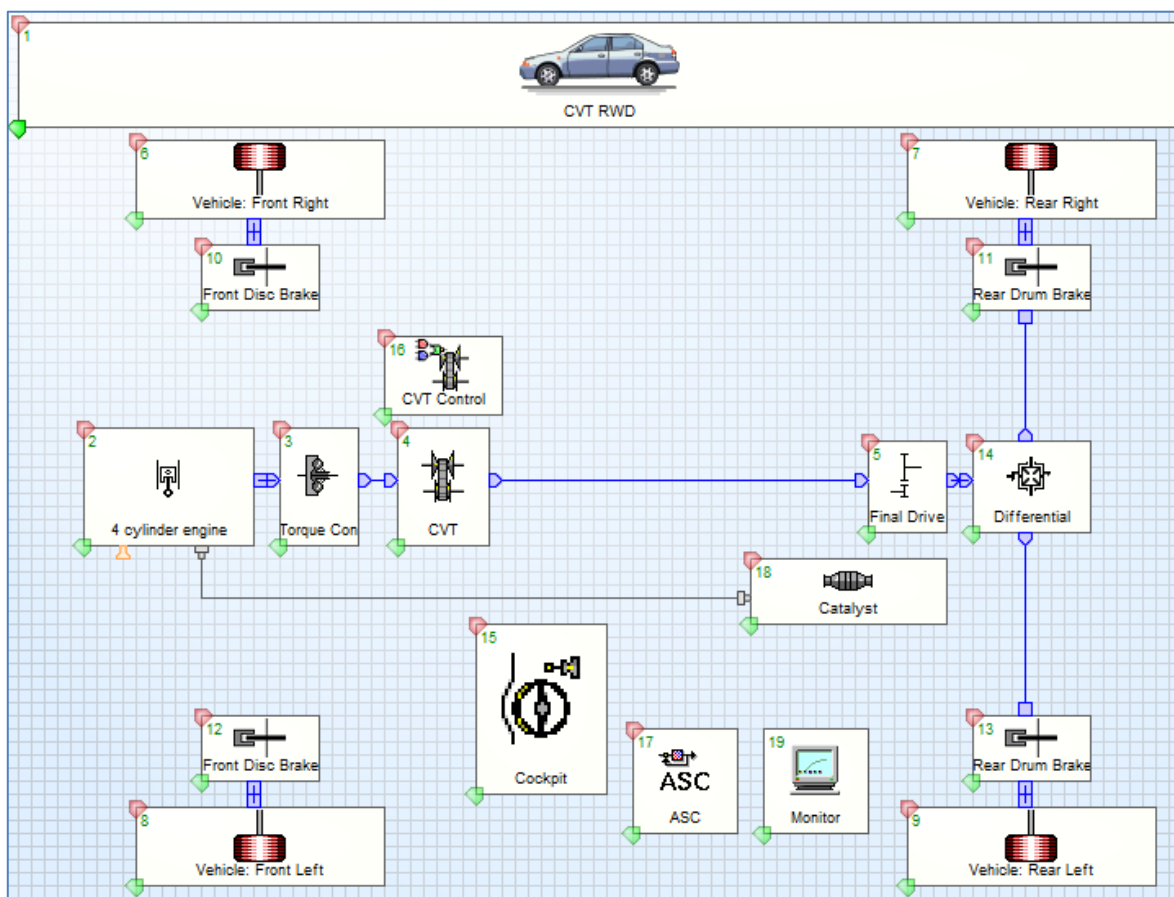 1
CVT RWD
6
Vehicle: Front Right
7
Vehicle: Rear Right
10
Front Disc Brake
11
Rear Drum Brake
16
CVT Control
2
4 cylinder engine
3
Torque Con
4
CVT
5
Final Drive
14
Differential
18
Catalyst
15
Cockpit
12
Front Disc Brake
17
ASC
ASC
19
Monitor
13
Rear Drum Brake
8
Vehicle: Front Left
9
Vehicle: Rear Left